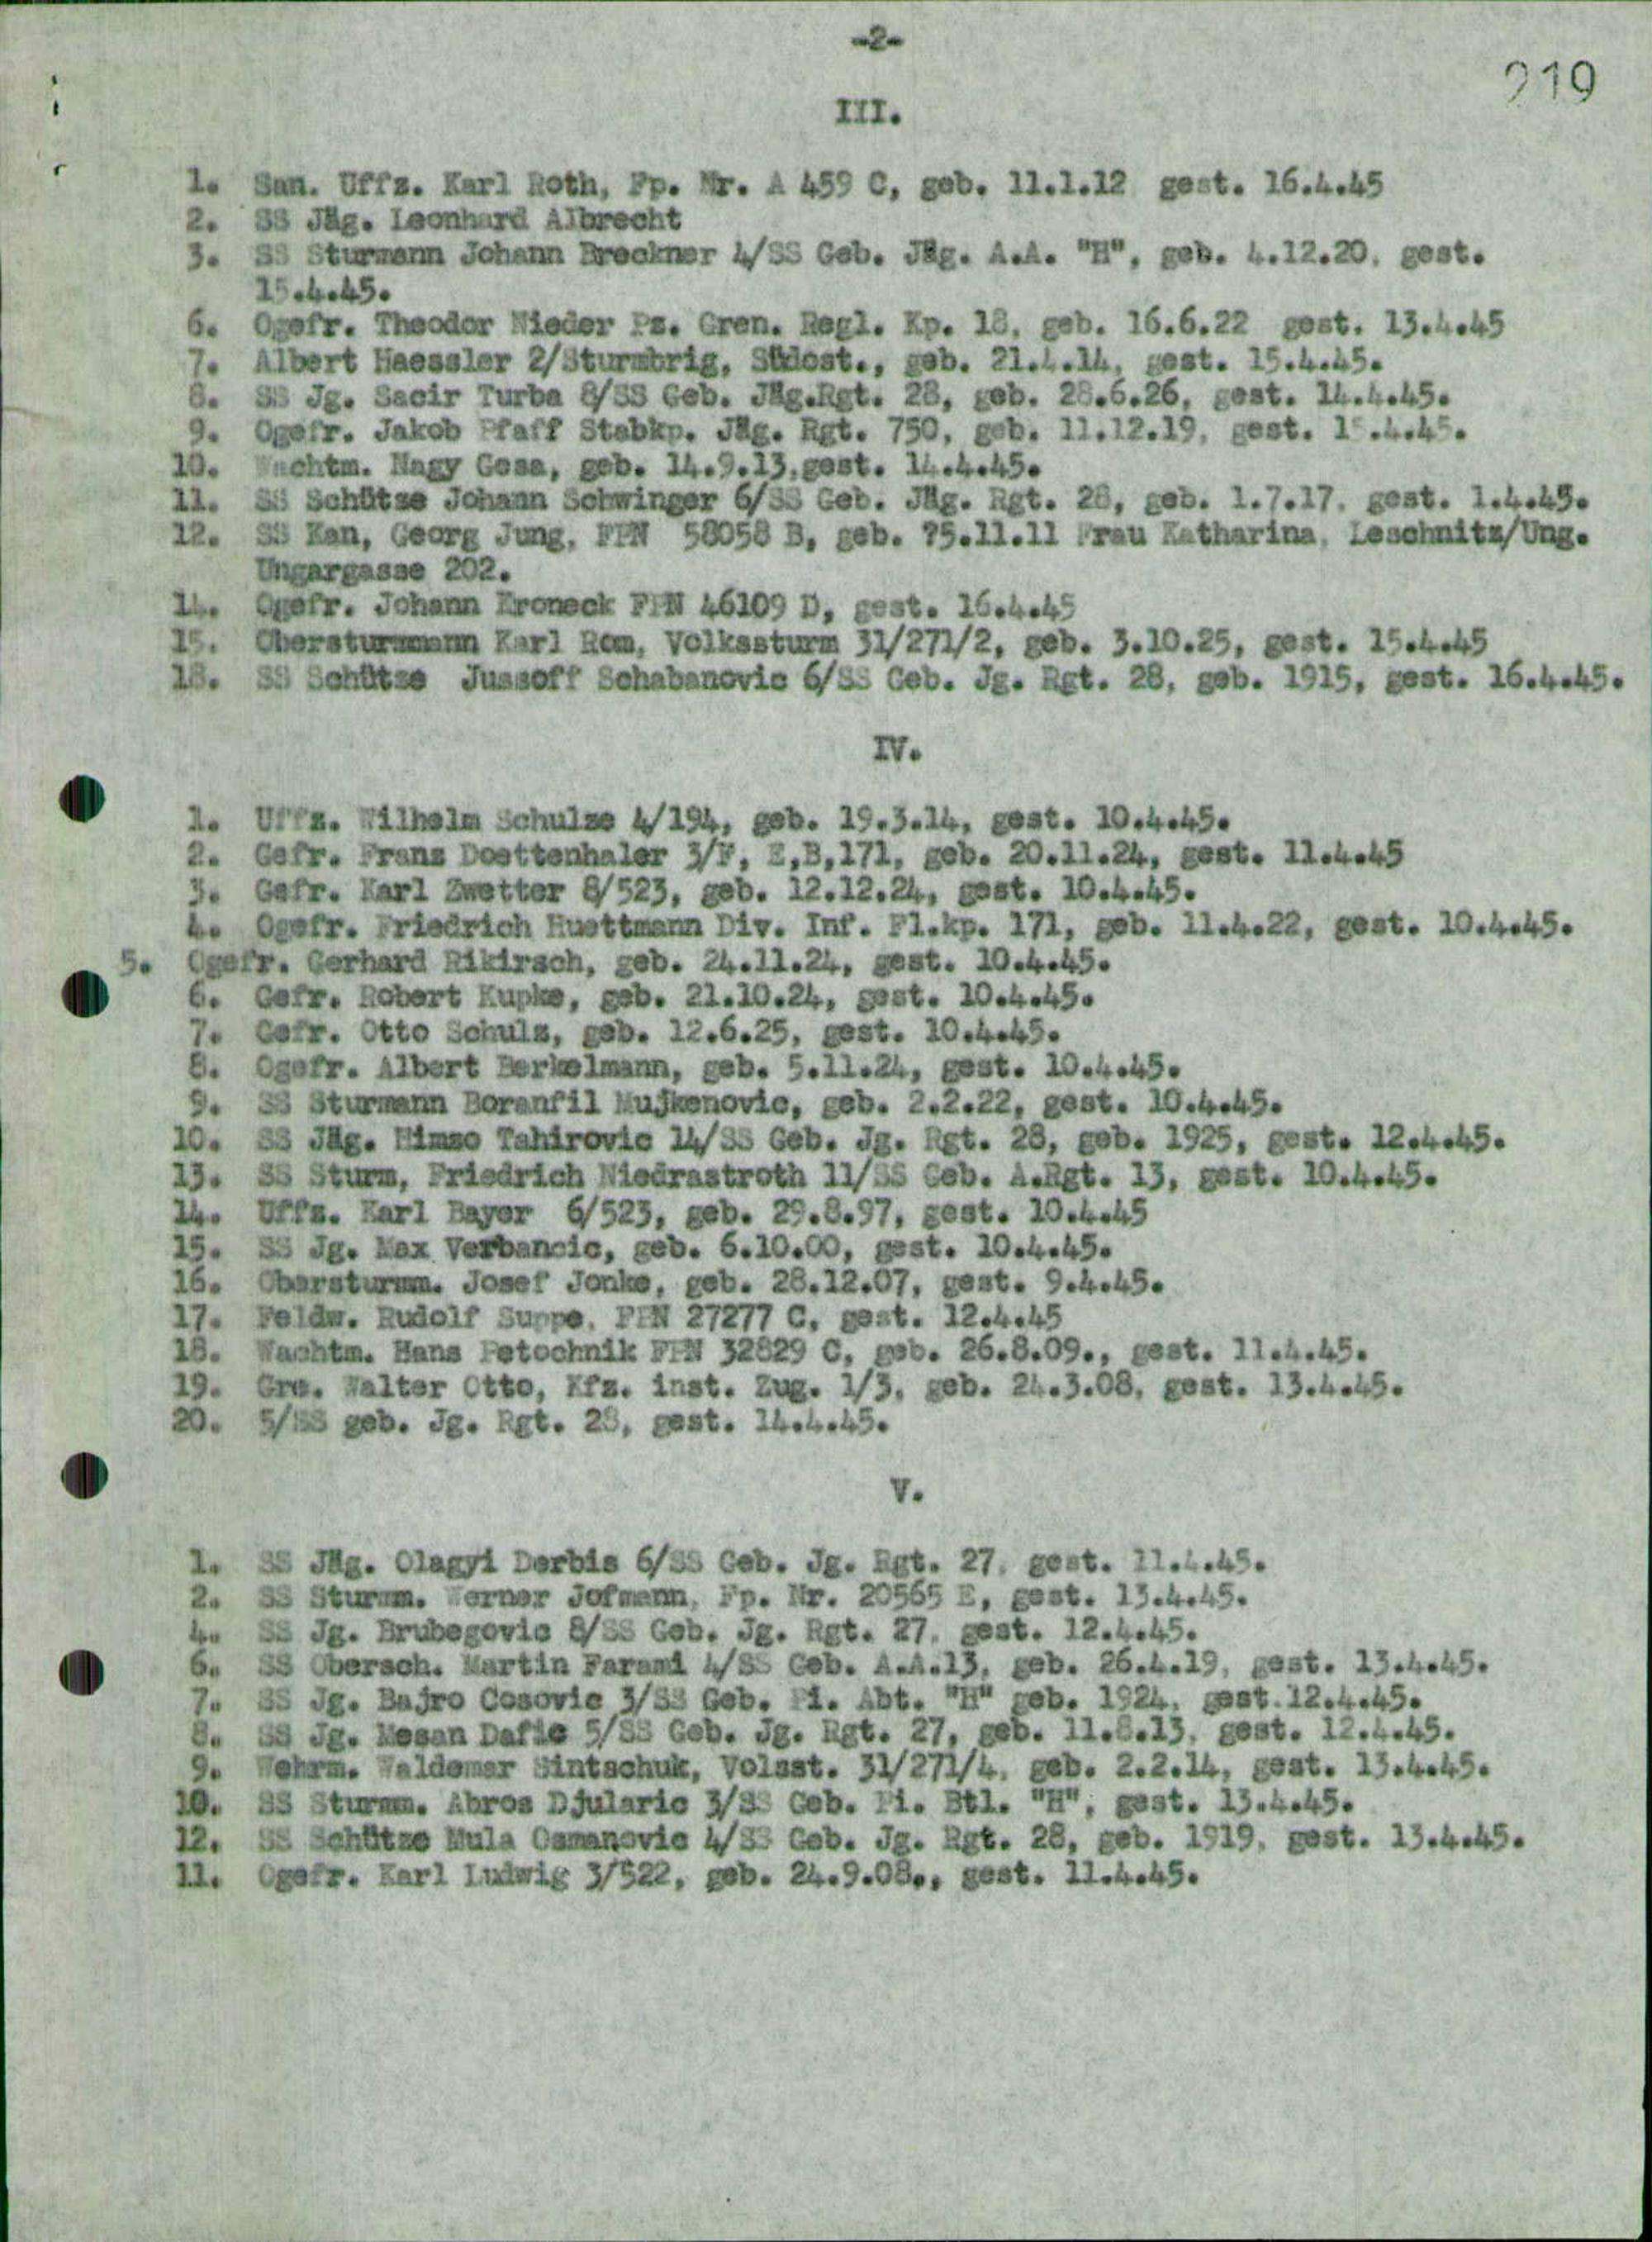 -2-
219
III.
1. San. Uffz. Karl Roth, Fp. Nr. A 459 C, geb. 11.1.12 gest. 16.4.45
2. SS Jäg. Leonhard Albrecht
3. SS Sturmann Johann Breckner 4/SS Geb. Jäg. A.A. "H", geb. 4.12.20, gest.
15.4.45.
6. Ogefr. Theodor Nieder Pz. Gren. Regl. Kp. 18, geb. 16.6.22 gest. 13.4.45
7. Albert Haessler 2/Sturmbrig, Südost., geb. 21.4.14, gest. 15.4.45.
8. SS Jg. Sacir Turba 8/SS Geb. Jäg.Rgt. 28, geb. 28.6.26, gest. 14.4.45.
9. Ogefr. Jakob Pfaff Stabkp. Jäg. Rgt. 750, geb. 11.12.19, gest.
10. Wachtm. Nagy Gesa, geb. 14.9.13,gest. 14.4.45.
11. SS Schütze Johann Schwinger 6/SS Geb. Jäg. Rgt. 28, geb. 1.7.17, gest. 1.4.45.
12. SS Kan, Georg Jung, FPN 58058 B, geb. ?5.11.11 Frau Katharina, Leschnitz/Ung.
Ungargasse 202.
14. Ogefr. Johann Kroneck FPN 46109 D, gest. 16.4.45
15. Obersturmmann Karl Rom, Volkssturm 31/271/2, geb. 3.10.25, gest. 15.4.45
18. SS Schütze Jussoff Schabanovic 6/SS Geb. Jg. Rgt. 28, geb. 1915, gest. 16.4.45.
IV.
1. Uffz. Wilhelm Schulze 4/194, geb. 19.3.14, gest. 10.4.45.
2. Gefr. Franz Doettenhaler 3/F, E,B,171, geb. 20.11.24, gest. 11.4.45
3. Gefr. Karl Zwetter 8/523, geb. 12.12.24, gest. 10.4.45.
4. Ogefr. Friedrich Huettmann Div. Inf. Fl.kp. 171, geb. 11.4.22, gest. 10.4.45.
5. Ogefr. Gerhard Rikirsch, geb. 24.11.24, gest. 10.4.45.
6. Gefr. Robert Kupke, geb. 21.10.24, gest. 10.4.45.
7. Gefr. Otto Schulz, geb. 12.6.25, gest. 10.4.45.
8. Ogefr. Albert Berkelmann, geb. 5.11.24, gest. 10.4.45.
9. SS Sturmann Boranfil Mujkenovic, geb. 2.2.22, gest. 10.4.45.
10. SS Jäg. Himzo Tahirovic 14/SS Geb. Jg. Rgt. 28, geb. 1925, gest. 12.4.45.
13. SS Sturm, Friedrich Niedrastroth 11/SS Geb. A.Rgt. 13, gest. 10.4.45.
14. Uffz. Karl Bayer 6/523, geb. 29.8.97, gest. 10.4.45
15. SS Jg. Max Verbancic, geb. 6.10.00, gest. 10.4.45.
16. Obersturmm. Josef Jonke, geb. 28.12.07, gest. 9.4.45.
17. Feldw. Rudolf Suppe, FPN 27277 C, gest. 12.4.45
18. Wachtm. Hans Petochnik FPN 32829 C, geb. 26.8.09., gest. 11.4.45.
19. Gre. Walter Otto, Kfz. inst. Zug. 1/3, geb. 24.3.08, gest. 13.4.45.
20. 5/SS geb. Jg. Rgt. 28, gest. 14.4.45.
V.
1. SS Jäg. Olagyi Derbis 6/SS Geb. Jg. Rgt. 27, gest. 11.4.45.
2. SS Sturmm. Werner Jofmann, Fp. Nr. 20565 E, gest. 13.4.45.
4. SS Jg. Brubegovic 8/SS Geb. Jg. Rgt. 27, gest. 12.4.45.
6. SS Obersch. Martin Farami 4/SS Geb. A.A.13, geb. 26.4.19, gest. 13.4.45.
7. SS Jg. Bajro Cosovic 3/SS Geb. Pi. Abt. "H" geb. 1924, gest.12.4.45.
8. SS Jg. Mesan Dafic 5/SS Geb. Jg. Rgt. 27, geb. 11.8.13, gest. 12.4.45.
9. Wehrm. Waldemar Sintschuk, Volsst. 31/271/4, geb. 2.2.14, gest. 13.4.45.
10. SS Sturmm. Abros Djularic 3/SS Geb. Pi. Btl. "H", gest. 13.4.45.
12. SS Schütze Mula Osmanovic 4/SS Geb. Jg. Rgt. 28, geb. 1919, gest. 13.4.45.
11. Ogefr. Karl Ludwig 3/522, geb. 24.9.08., gest. 11.4.45.